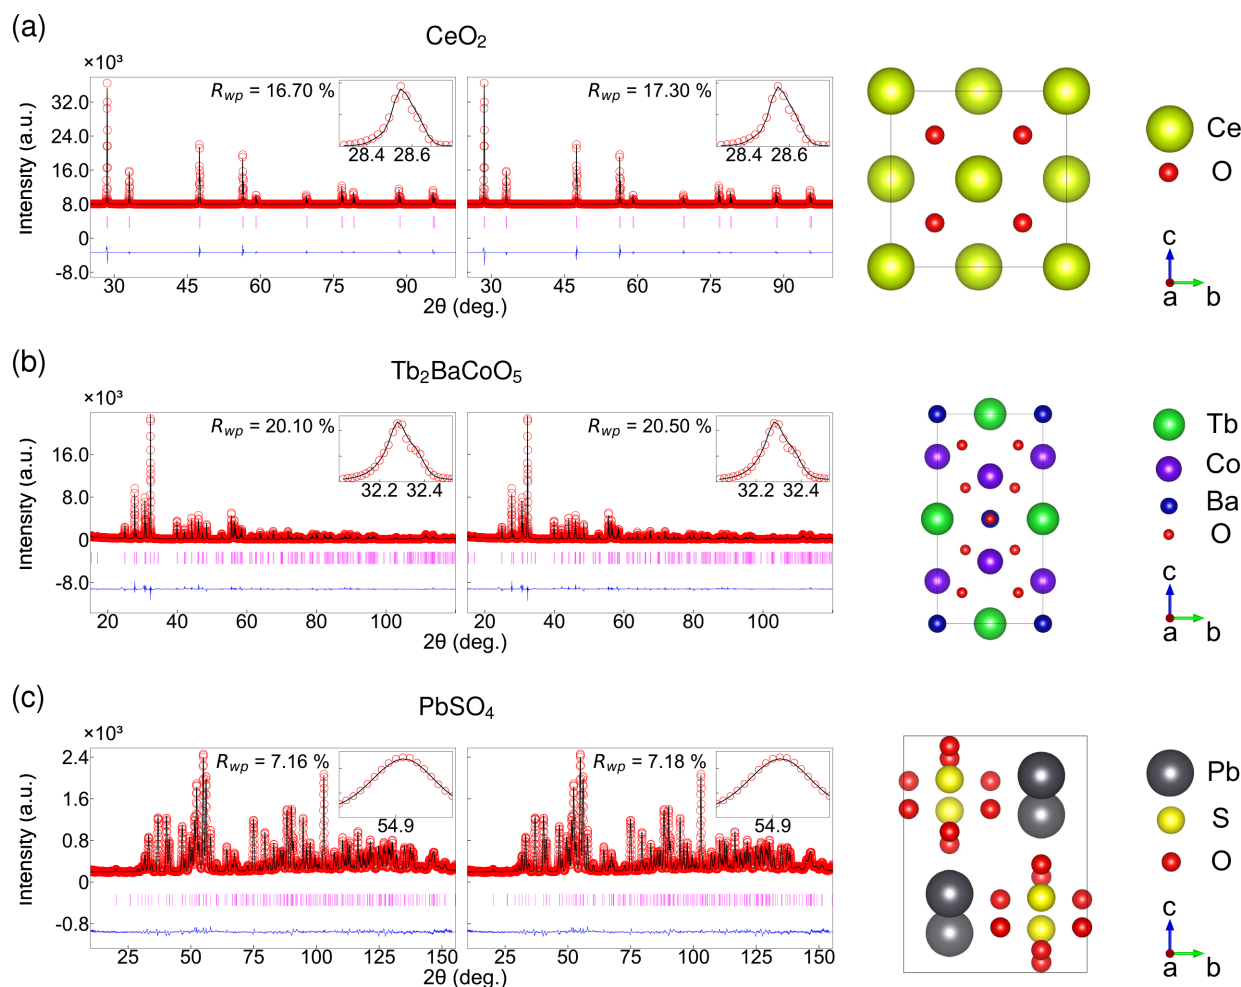 (a)
CeO₂
×10³
Rwp = 16.70 %
Rwp = 17.30 %
28.4 28.6
28.4 28.6
32.0
24.0
16.0
8.0
0
-8.0
Intensity (a.u.)
30 45 60 75 90
30 45 60 75 90
2θ (deg.)
Ce
O
c
a b
(b)
Tb₂BaCoO₅
×10³
Rwp = 20.10 %
Rwp = 20.50 %
32.2 32.4
32.2 32.4
16.0
8.0
0
-8.0
Intensity (a.u.)
20 40 60 80 100
20 40 60 80 100
2θ (deg.)
Tb
Co
Ba
O
c
a b
(c)
PbSO₄
×10³
Rwp = 7.16 %
Rwp = 7.18 %
54.9
54.9
2.4
1.6
0.8
0
-0.8
Intensity (a.u.)
25 50 75 100 125 150
25 50 75 100 125 150
2θ (deg.)
Pb
S
O
c
a b